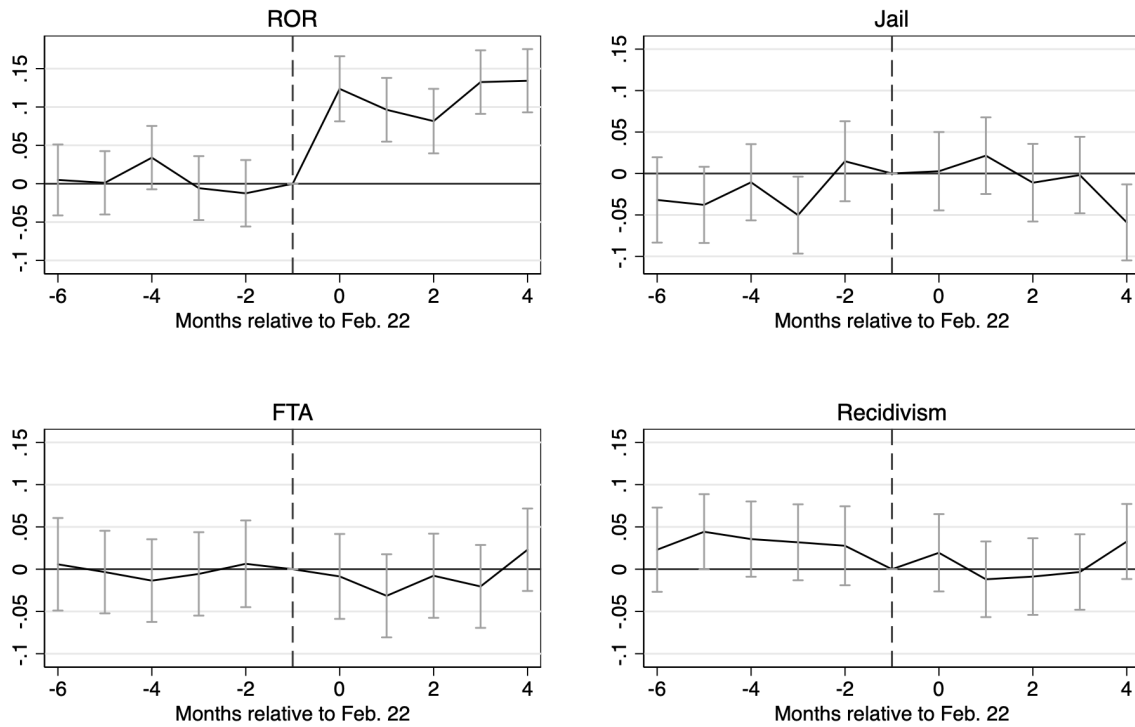 ROR
.15
.1
.05
0
-.05
-.1
-6 -4 -2 0 2 4
Months relative to Feb. 22
Jail
.15
.1
.05
0
-.05
-.1
-6 -4 -2 0 2 4
Months relative to Feb. 22
FTA
.15
.1
.05
0
-.05
-.1
-6 -4 -2 0 2 4
Months relative to Feb. 22
Recidivism
.15
.1
.05
0
-.05
-.1
-6 -4 -2 0 2 4
Months relative to Feb. 22